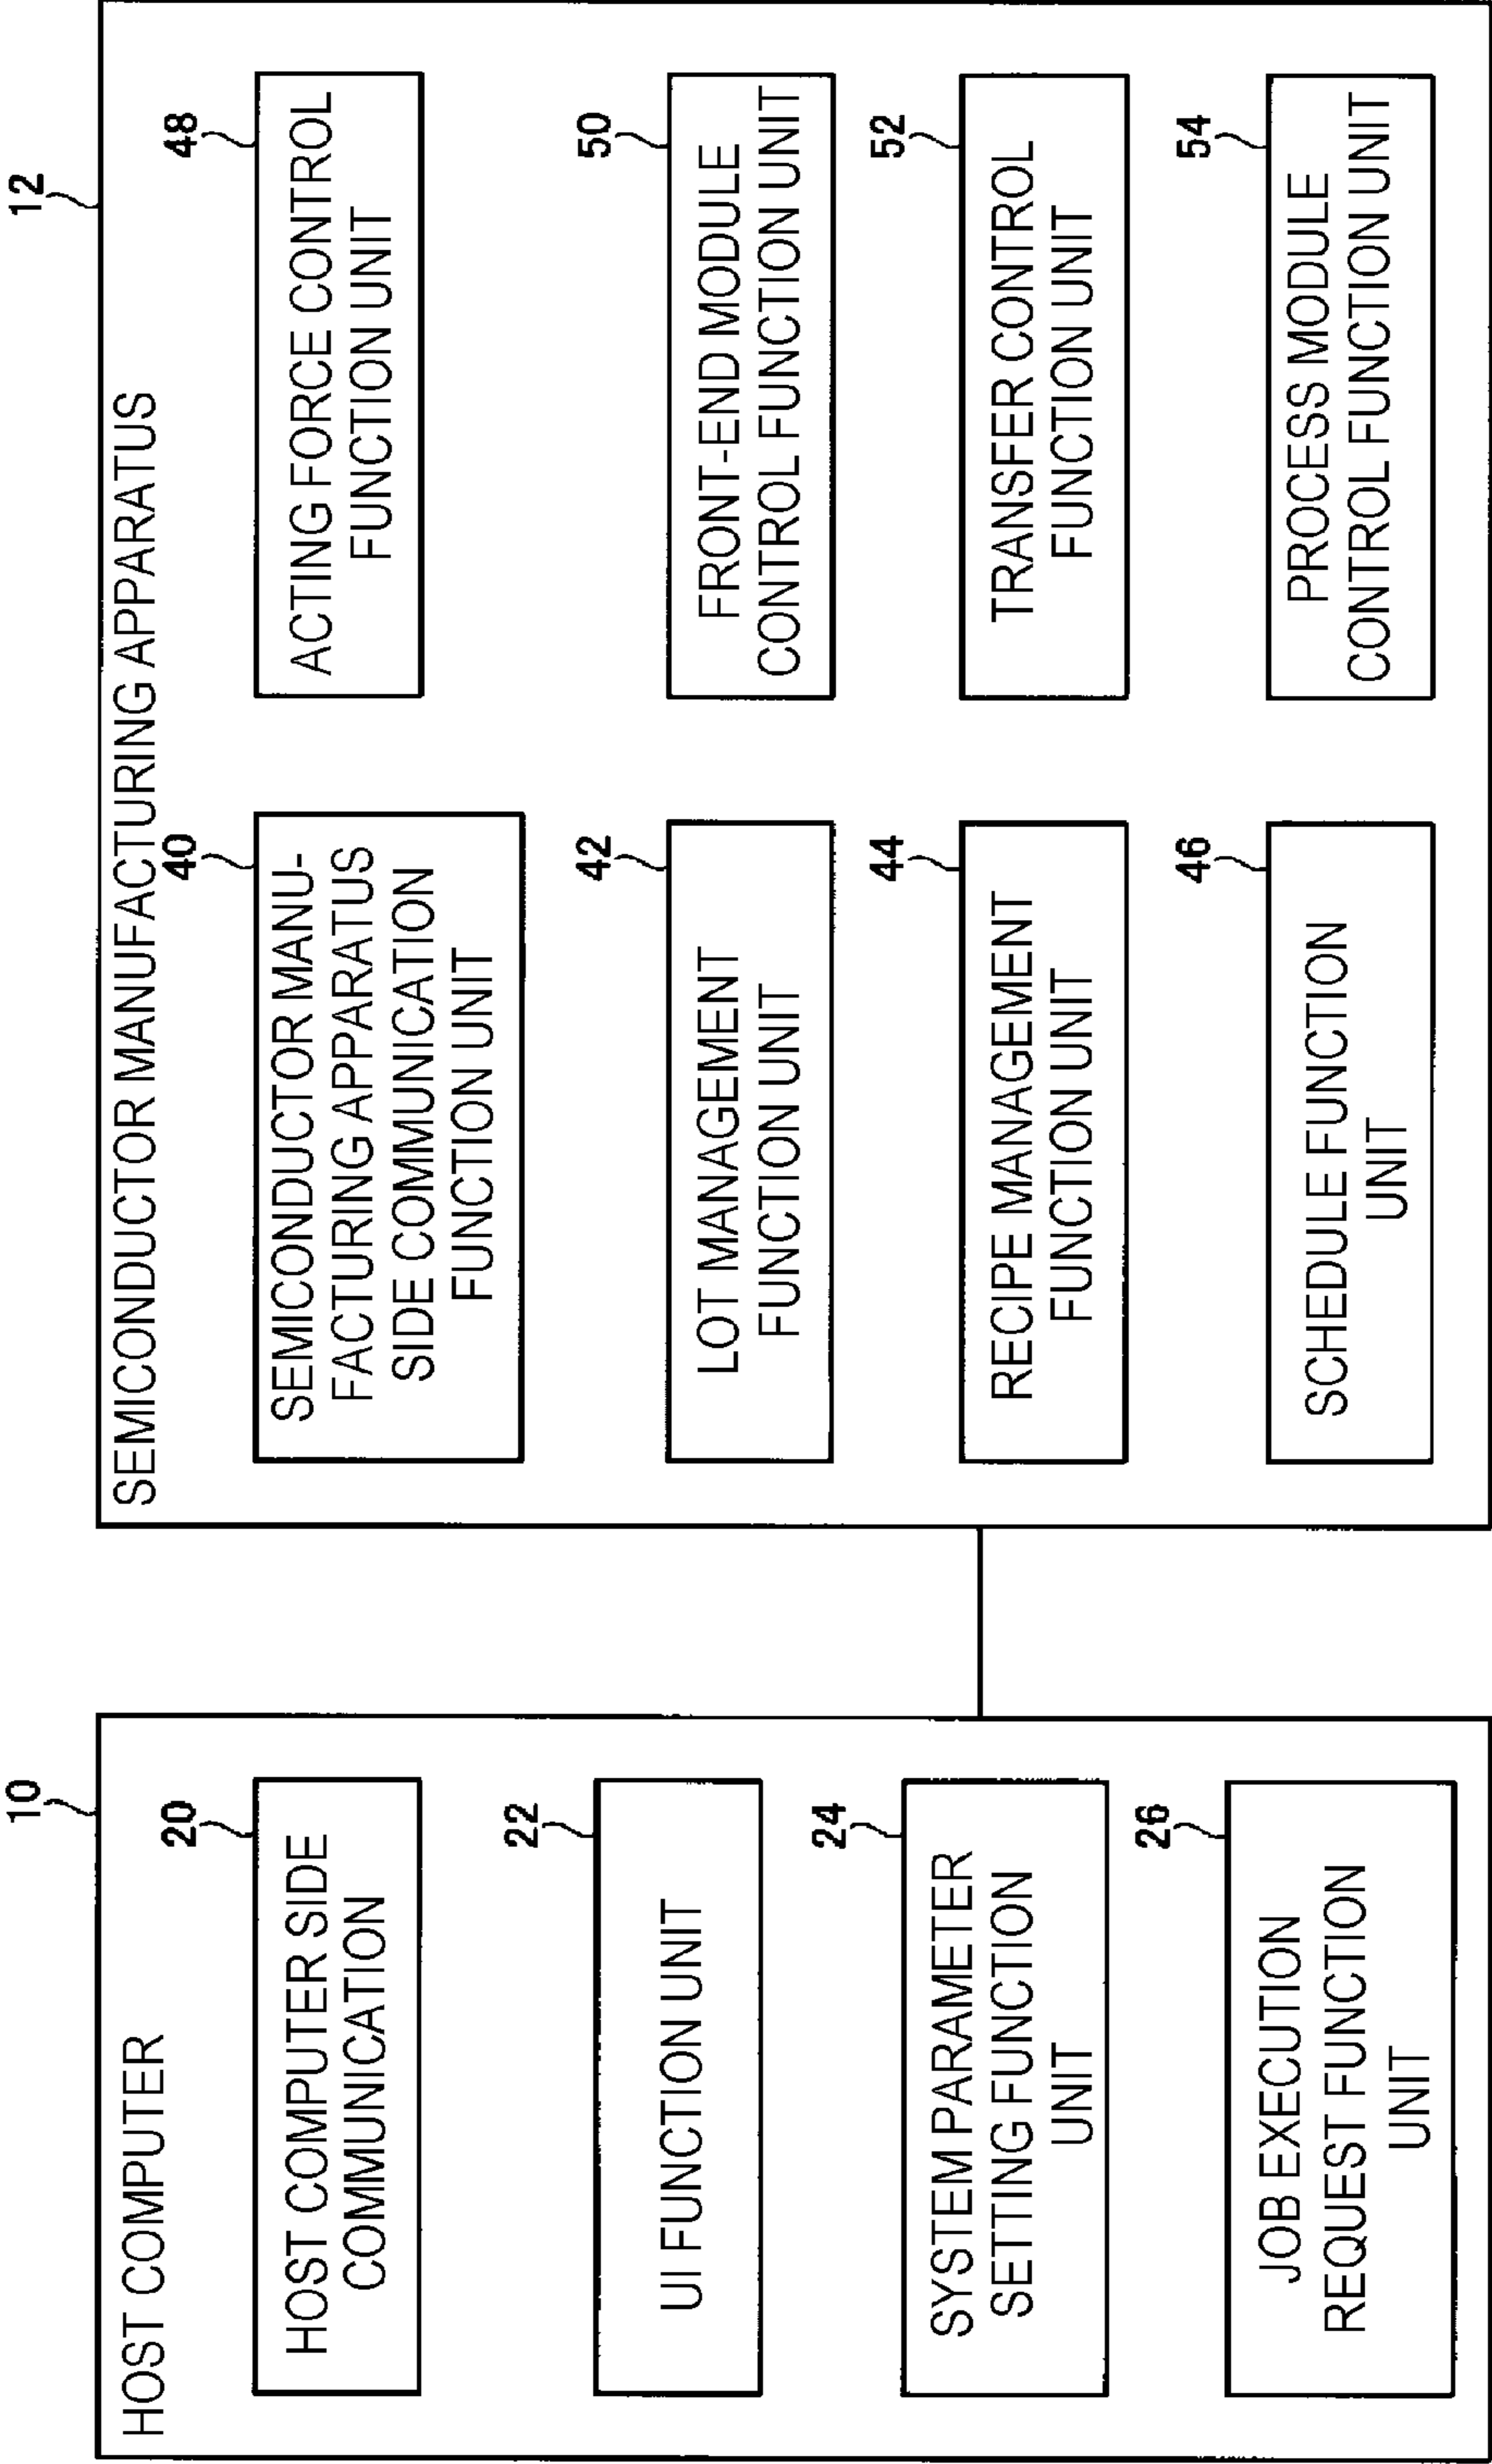 10
HOST COMPUTER
20
HOST COMPUTER SIDE
COMMUNICATION
22
UI FUNCTION UNIT
24
SYSTEM PARAMETER
SETTING FUNCTION
UNIT
26
JOB EXECUTION
REQUEST FUNCTION
UNIT
12
SEMICONDUCTOR MANUFACTURING APPARATUS
40
SEMICONDUCTOR MANU-
FACTURING APPARATUS
SIDE COMMUNICATION
FUNCTION UNIT
42
LOT MANAGEMENT
FUNCTION UNIT
44
RECIPE MANAGEMENT
FUNCTION UNIT
46
SCHEDULE FUNCTION
UNIT
48
ACTING FORCE CONTROL
FUNCTION UNIT
50
FRONT-END MODULE
CONTROL FUNCTION UNIT
52
TRANSFER CONTROL
FUNCTION UNIT
54
PROCESS MODULE
CONTROL FUNCTION UNIT